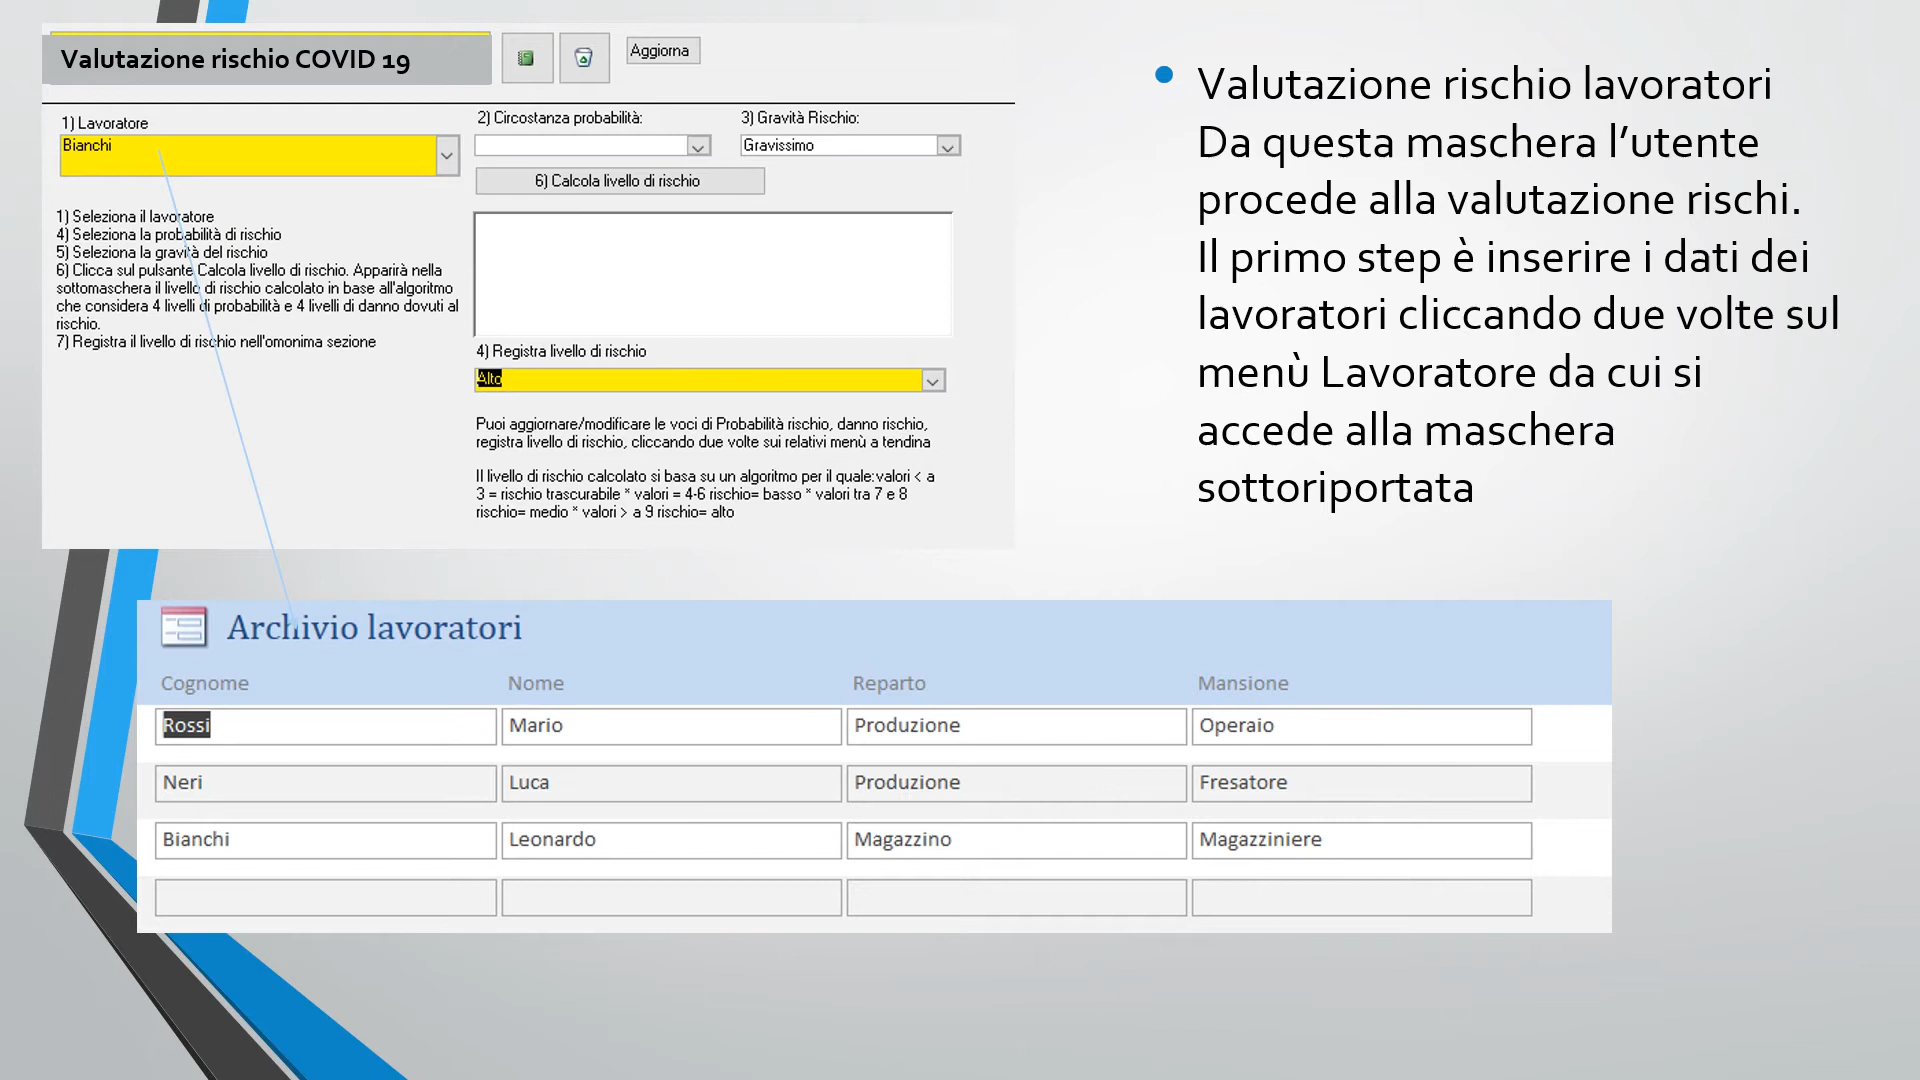 Valutazione rischio COVID 19
Aggiorna
1) Lavoratore
Bianchi
2) Circostanza probabilità:
3) Gravità Rischio:
Gravissimo
6) Calcola livello di rischio
1) Seleziona il lavoratore
4) Seleziona la probabilità di rischio
5) Seleziona la gravità del rischio
6) Clicca sul pulsante Calcola livello di rischio. Apparirà nella
sottomaschera il livello di rischio calcolato in base all'algoritmo
che considera 4 livelli di probabilità e 4 livelli di danno dovuti al
rischio.
7) Registra il livello di rischio nell'omonima sezione
4) Registra livello di rischio
Alto
Puoi aggiornare/modificare le voci di Probabilità rischio, danno rischio,
registra livello di rischio, cliccando due volte sui relativi menù a tendina
Il livello di rischio calcolato si basa su un algoritmo per il quale:valori < a
3 = rischio trascurabile * valori = 4-6 rischio= basso * valori tra 7 e 8
rischio= medio * valori > a 9 rischio= alto
Valutazione rischio lavoratori
Da questa maschera l’utente
procede alla valutazione rischi.
Il primo step è inserire i dati dei
lavoratori cliccando due volte sul
menù Lavoratore da cui si
accede alla maschera
sottoriportata
Archivio lavoratori
Cognome Nome Reparto Mansione
Rossi Mario Produzione Operaio
Neri Luca Produzione Fresatore
Bianchi Leonardo Magazzino Magazziniere